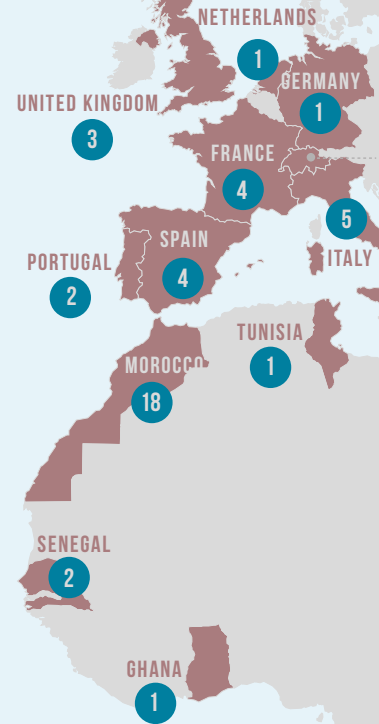 NETHERLANDS
1
GERMANY
1
UNITED KINGDOM
3
FRANCE
4
5
ITALY
SPAIN
4
PORTUGAL
2
TUNISIA
1
MOROCCO
18
SENEGAL
2
GHANA
1